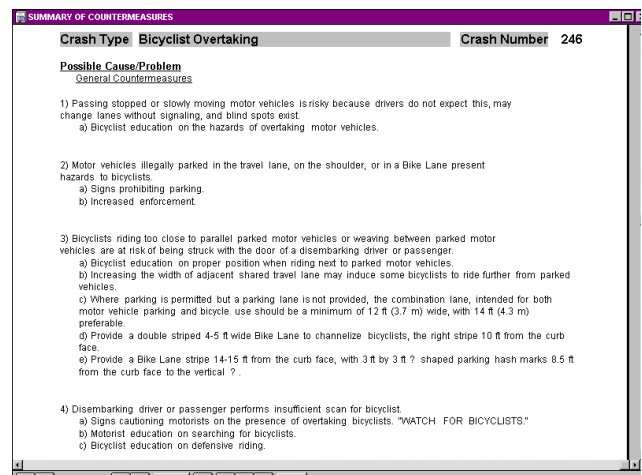 SUMMARY OF COUNTERMEASURES
Crash Type Bicyclist Overtaking Crash Number 246
Possible Cause/Problem
General Countermeasures
1) Passing stopped or slowly moving motor vehicles is risky because drivers do not expect this, may
change lanes without signaling, and blind spots exist.
a) Bicyclist education on the hazards of overtaking motor vehicles.
2) Motor vehicles illegally parked in the travel lane, on the shoulder, or in a Bike Lane present
hazards to bicyclists.
a) Signs prohibiting parking.
b) Increased enforcement.
3) Bicyclists riding too close to parallel parked motor vehicles or weaving between parked motor
vehicles are at risk of being struck with the door of a disembarking driver or passenger.
a) Bicyclist education on proper position when riding next to parked motor vehicles.
b) Increasing the width of adjacent shared travel lane may induce some bicyclists to ride further from parked
vehicles.
c) Where parking is permitted but a parking lane is not provided, the combination lane, intended for both
motor vehicle parking and bicycle use should be a minimum of 12 ft (3.7 m) wide, with 14 ft (4.3 m)
preferable.
d) Provide a double striped 4-5 ft wide Bike Lane to channelize bicyclists, the right stripe 10 ft from the curb
face.
e) Provide a Bike Lane stripe 14-15 ft from the curb face, with 3 ft by 3 ft ? shaped parking hash marks 8.5 ft
from the curb face to the vertical ? .
4) Disembarking driver or passenger performs insufficient scan for bicyclist.
a) Signs cautioning motorists on the presence of overtaking bicyclists. "WATCH FOR BICYCLISTS."
b) Motorist education on searching for bicyclists.
c) Bicyclist education on defensive riding.